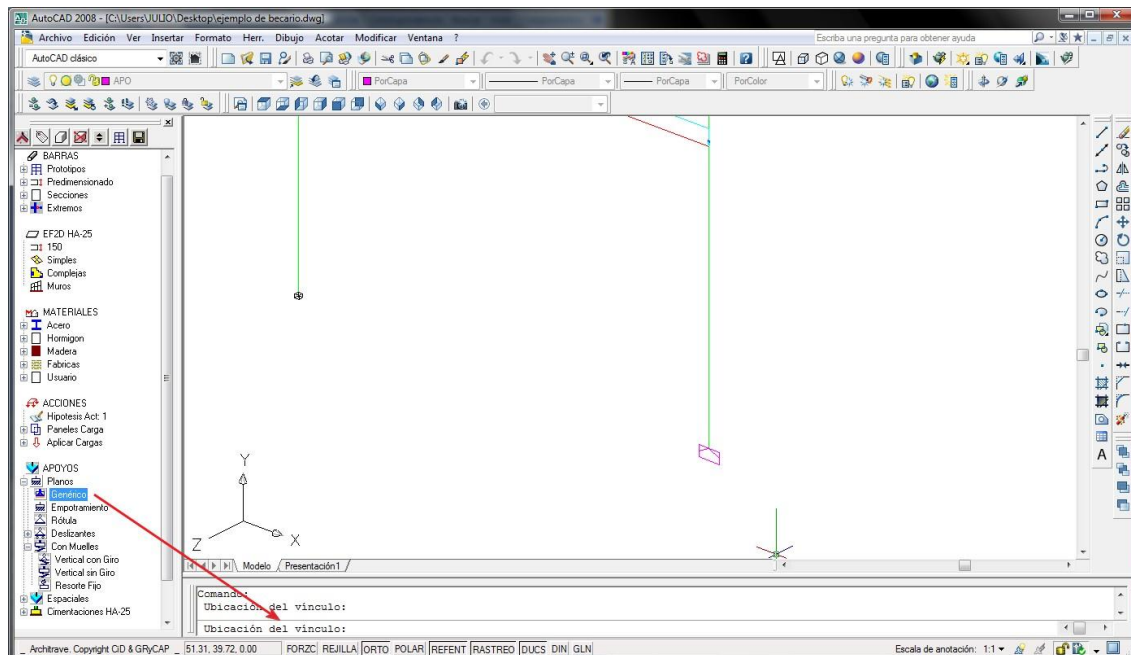 AutoCAD 2008 - [C:\Users\JULIO\Desktop\ejemplo de becario.dwg]
Archivo Edición Ver Insertar Formato Herr. Dibujo Acotar Modificar Ventana ? Escriba una pregunta para obtener ayuda
AutoCAD clásico
APO PorCapa PorCapa PorCapa PorColor
BARRAS
Prototipos
Predimensionado
Secciones
Extremos
EF2D HA-25
150
Simples
Complejas
Muros
MATERIALES
Acero
Hormigon
Madera
Fabricas
Usuario
ACCIONES
Hipotesis Act: 1
Paneles Carga
Aplicar Cargas
APOYOS
Planos
Genérico
Empotramiento
Rótula
Deslizantes
Con Muelles
Vertical con Giro
Vertical sin Giro
Resorte Fijo
Espaciales
Cimentaciones HA-25
Y
Z
X
A
Modelo Presentación1
Comando:
Ubicación del vínculo:
Ubicación del vínculo:
_ Architrave. Copyright CiD & GRyCAP _ 51.31, 39.72, 0.00 FORZC REJILLA ORTO POLAR REFENT RASTREO DUCS DIN GLN Escala de anotación: 1:1